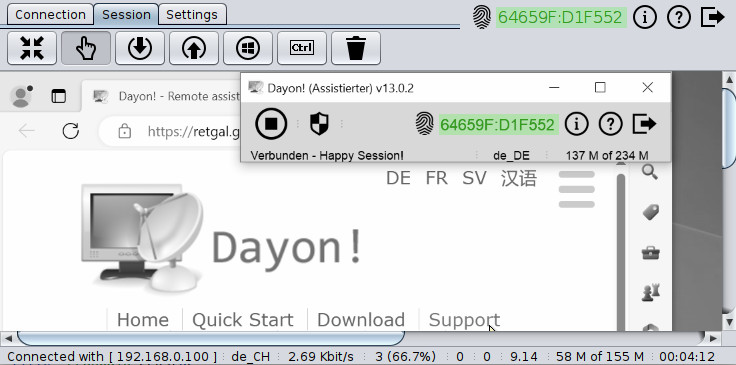 Connection Session Settings 64659F:D1F552
Ctrl
Dayon! (Assistierter) v13.0.2
Dayon! - Remote assist
64659F:D1F552
https://retgal.g
Verbunden - Happy Session! de_DE 137 M of 234 M
DE FR SV 汉语
Dayon!
Home Quick Start Download Support
Connected with [ 192.168.0.100 ] de_CH 2.69 Kbit/s 3 (66.7%) 0 0 9.14 58 M of 155 M 00:04:12